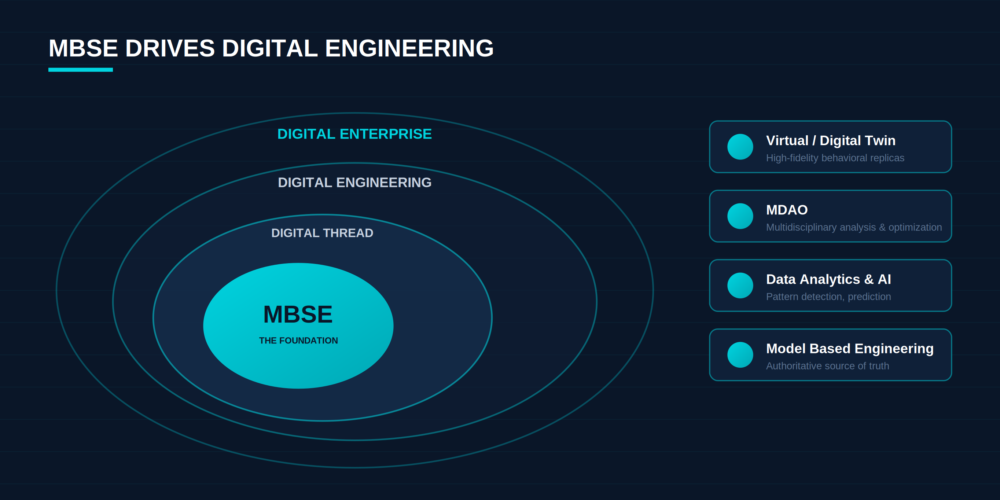 MBSE DRIVES DIGITAL ENGINEERING
DIGITAL ENTERPRISE
DIGITAL ENGINEERING
DIGITAL THREAD
MBSE
THE FOUNDATION
Virtual / Digital Twin
High-fidelity behavioral replicas
MDAO
Multidisciplinary analysis & optimization
Data Analytics & AI
Pattern detection, prediction
Model Based Engineering
Authoritative source of truth